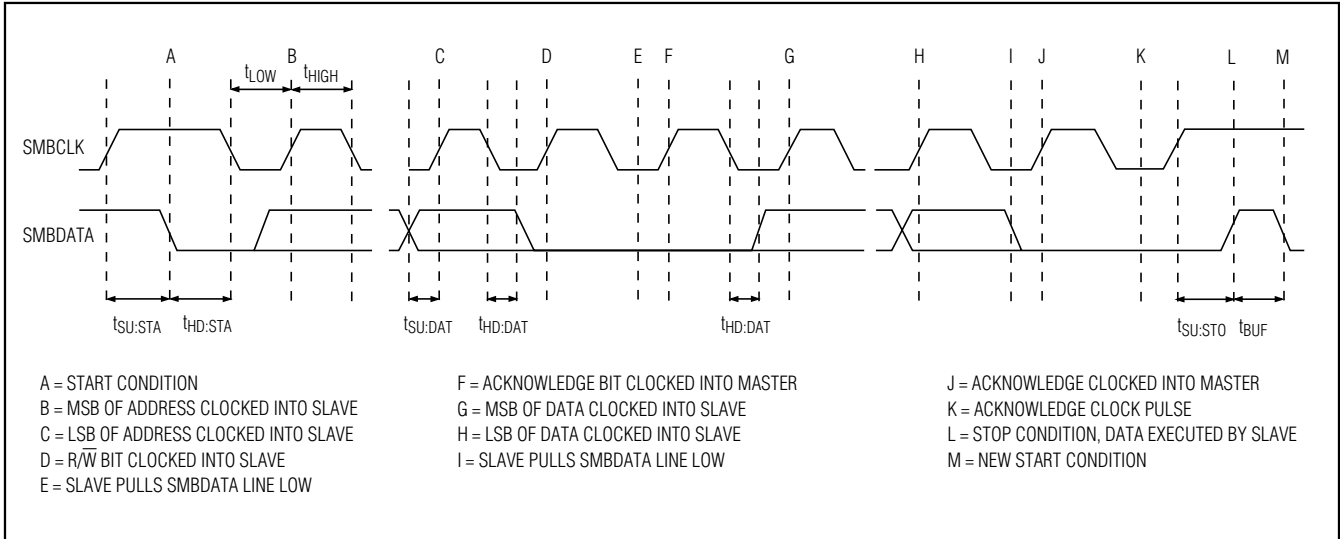 A B C D E F G H I J K L M
tLOW tHIGH
SMBCLK
SMBDATA
tSU:STA tHD:STA tSU:DAT tHD:DAT tHD:DAT tSU:STO tBUF
A = START CONDITION
B = MSB OF ADDRESS CLOCKED INTO SLAVE
C = LSB OF ADDRESS CLOCKED INTO SLAVE
D = R/W̅ BIT CLOCKED INTO SLAVE
E = SLAVE PULLS SMBDATA LINE LOW
F = ACKNOWLEDGE BIT CLOCKED INTO MASTER
G = MSB OF DATA CLOCKED INTO SLAVE
H = LSB OF DATA CLOCKED INTO SLAVE
I = SLAVE PULLS SMBDATA LINE LOW
J = ACKNOWLEDGE CLOCKED INTO MASTER
K = ACKNOWLEDGE CLOCK PULSE
L = STOP CONDITION, DATA EXECUTED BY SLAVE
M = NEW START CONDITION